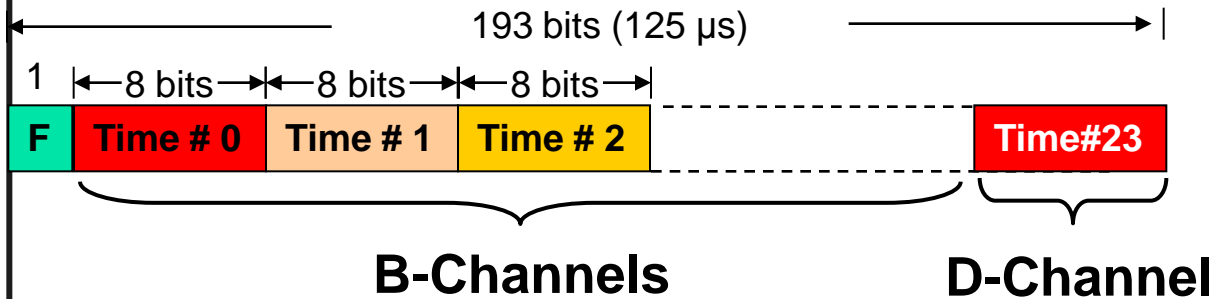 193 bits (125 µs)
1 8 bits 8 bits 8 bits
F Time # 0 Time # 1 Time # 2 Time#23
B-Channels D-Channel